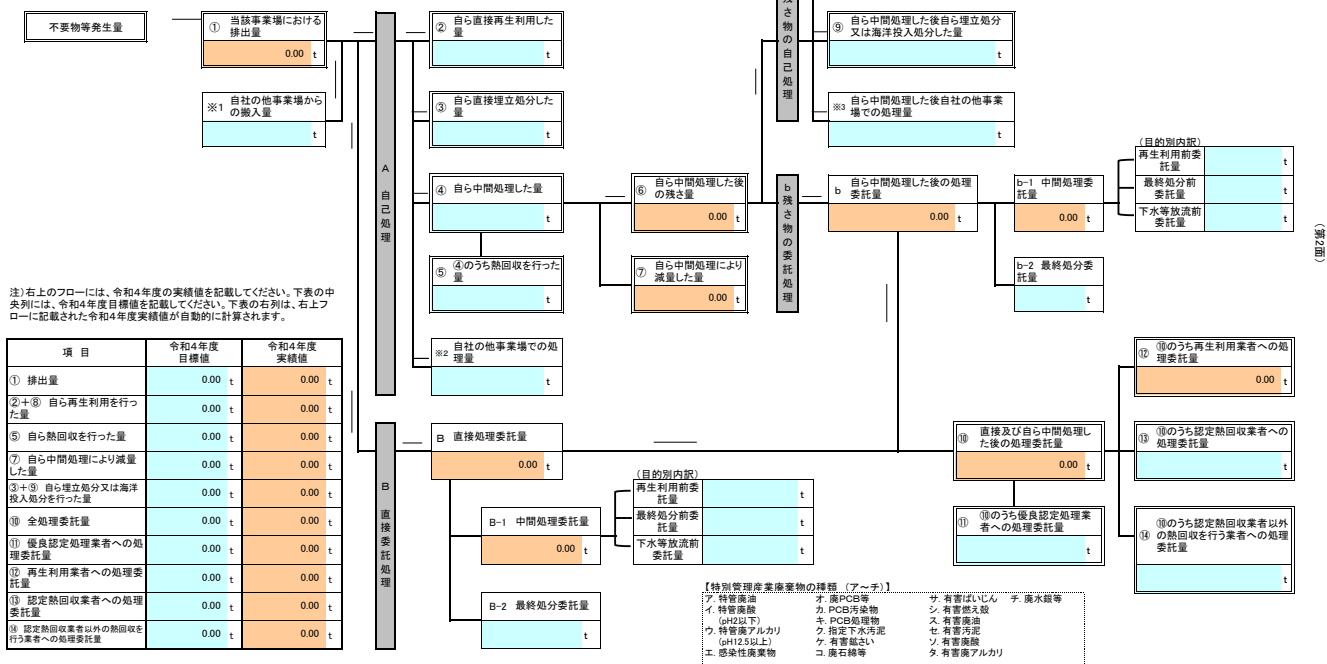 不要物等発生量
① 当該事業場における
排出量
0.00 t
※1 自社の他事業場から
の搬入量
t
A
自
己
処
理
② 自ら直接再生利用した
量
t
③ 自ら直接埋立処分した
量
t
④ 自ら中間処理した量
t
⑤ ④のうち熱回収を行った
量
t
※2 自社の他事業場での処
理量
t
⑥ 自ら中間処理した後
の残さ量
0.00 t
⑦ 自ら中間処理により
減量した量
0.00 t
さ
物
の
自
己
処
理
⑨ 自ら中間処理した後自ら埋立処分
又は海洋投入処分した量
t
※3 自ら中間処理した後自社の他事業
場での処理量
t
b
残
さ
物
の
委
託
処
理
b 自ら中間処理した後の処理
委託量
0.00 t
b-1 中間処理委
託量
0.00 t
b-2 最終処分委
託量
t
(目的別内訳)
再生利用前委
託量
t
最終処分前
委託量
t
下水等放流前
委託量
t
(第2面)
注)右上のフローには、令和4年度の実績値を記載してください。下表の中
央列には、令和4年度目標値を記載してください。下表の右列は、右上フ
ローに記載された令和4年度実績値が自動的に計算されます。
項 目 令和4年度
目標値 令和4年度
実績値
① 排出量 0.00 t 0.00 t
②+⑧ 自ら再生利用を行っ
た量 0.00 t 0.00 t
⑤ 自ら熱回収を行った量 0.00 t 0.00 t
⑦ 自ら中間処理により減量
した量 0.00 t 0.00 t
③+⑨ 自ら埋立処分又は海洋
投入処分を行った量 0.00 t 0.00 t
⑩ 全処理委託量 0.00 t 0.00 t
⑪ 優良認定処理業者への処
理委託量 0.00 t 0.00 t
⑫ 再生利用業者への処理委
託量 0.00 t 0.00 t
⑬ 認定熱回収業者への処理
委託量 0.00 t 0.00 t
⑭ 認定熱回収業者以外の熱回収を
行う業者への処理委託量 0.00 t 0.00 t
B
直
接
委
託
処
理
B 直接処理委託量
0.00 t
B-1 中間処理委託量
0.00 t
B-2 最終処分委託量
t
(目的別内訳)
再生利用前委
託量
t
最終処分前委
託量
t
下水等放流前
委託量
t
⑩ 直接及び自ら中間処理し
た後の処理委託量
0.00 t
⑪ ⑩のうち優良認定処理業
者への処理委託量
t
⑫ ⑩のうち再生利用業者への処
理委託量
0.00 t
⑬ ⑩のうち認定熱回収業者への
処理委託量
t
⑭ ⑩のうち認定熱回収業者以外
の熱回収を行う業者への処理
委託量
t
【特別管理産業廃棄物の種類 (ア～チ)】
ア. 特管廃油 オ. 廃PCB等 サ. 有害ばいじん チ. 廃水銀等
イ. 特管廃酸 カ. PCB汚染物 シ. 有害燃え殻
(pH2以下) キ. PCB処理物 ス. 有害廃油
ウ. 特管廃アルカリ ク. 指定下水汚泥 セ. 有害汚泥
(pH12.5以上) ケ. 有害鉱さい ソ. 有害廃酸
エ. 感染性廃棄物 コ. 廃石綿等 タ. 有害廃アルカリ